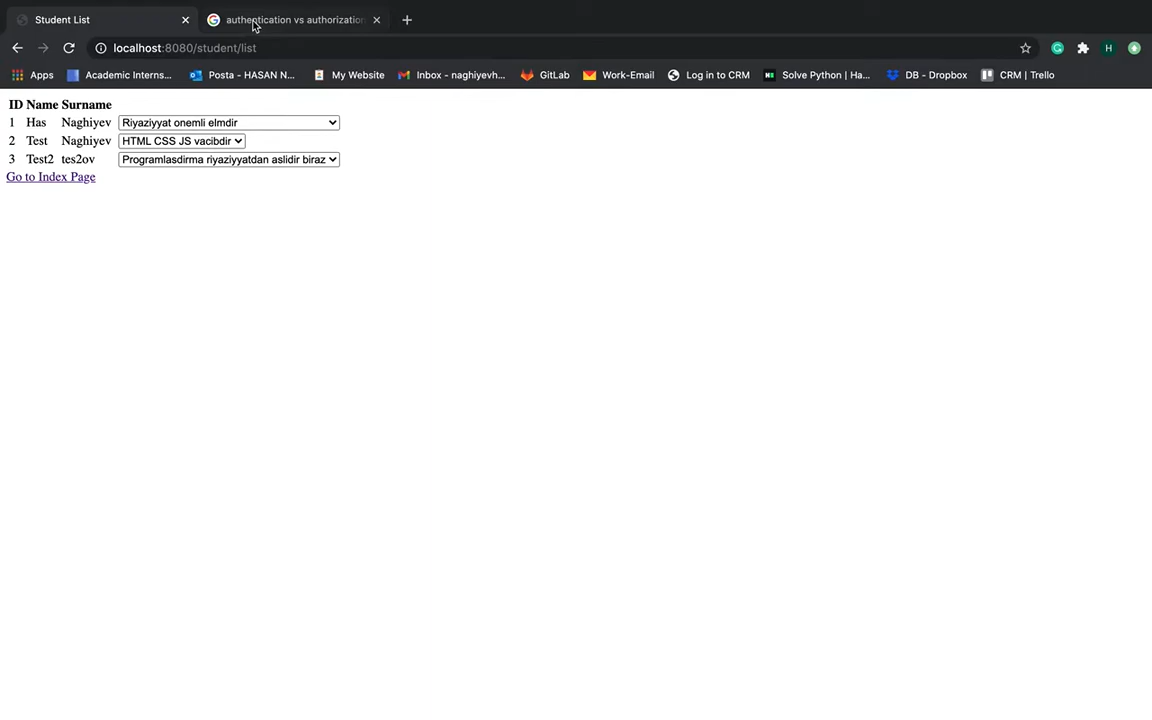 Student List
authentication vs authorization
localhost:8080/student/list
Apps
Academic Interns...
Posta - HASAN N...
My Website
Inbox - naghiyevh...
GitLab
Work-Email
Log in to CRM
Solve Python | Ha...
DB - Dropbox
CRM | Trello
ID Name Surname
1 Has Naghiyev Riyaziyyat onemli elmdir
2 Test Naghiyev HTML CSS JS vacibdir
3 Test2 tes2ov Programlasdirma riyaziyyatdan aslidir biraz
Go to Index Page